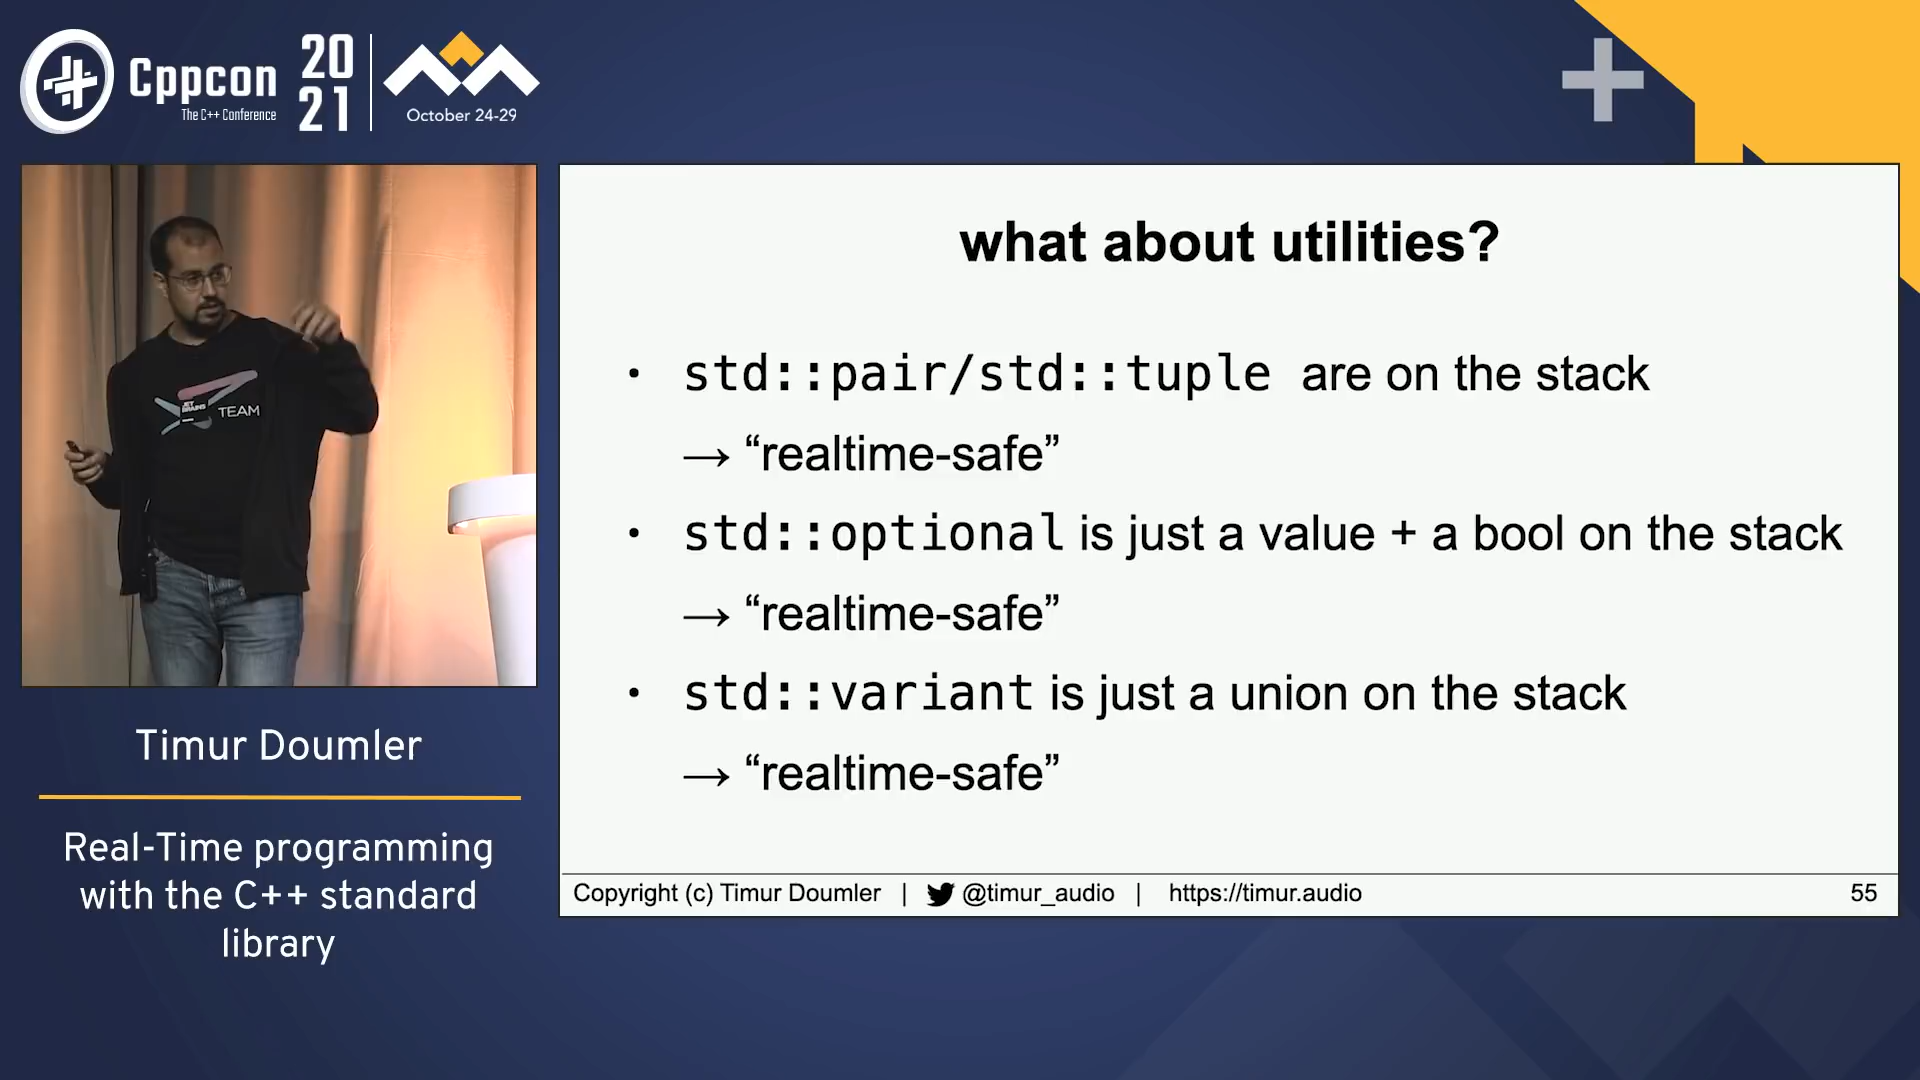 Cppcon
The C++ Conference
20
21
October 24-29
JET
BRAINS
TEAM
Timur Doumler
Real-Time programming
with the C++ standard
library
what about utilities?
• std::pair/std::tuple are on the stack
→ “realtime-safe”
• std::optional is just a value + a bool on the stack
→ “realtime-safe”
• std::variant is just a union on the stack
→ “realtime-safe”
Copyright (c) Timur Doumler | @timur_audio | https://timur.audio 55